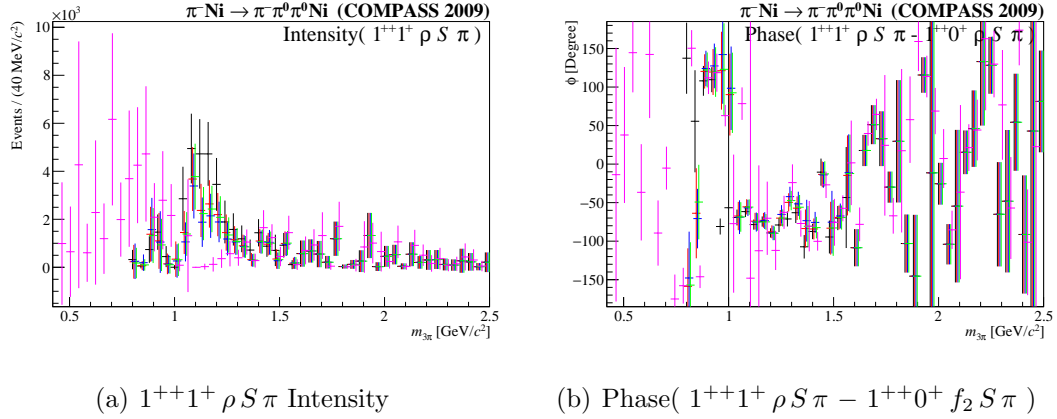 π⁻Ni → π⁻π⁰π⁰Ni (COMPASS 2009)
Intensity( 1⁺⁺1⁺ ρ S π )
×10³
Events / (40 MeV/c²)
10
8
6
4
2
0
0.5 1 1.5 2 2.5
m₃π [GeV/c²]
(a) 1⁺⁺1⁺ ρ S π Intensity
π⁻Ni → π⁻π⁰π⁰Ni (COMPASS 2009)
Phase( 1⁺⁺1⁺ ρ S π - 1⁺⁺0⁺ ρ S π )
ϕ [Degree]
150
100
50
0
−50
−100
−150
0.5 1 1.5 2 2.5
m₃π [GeV/c²]
(b) Phase( 1⁺⁺1⁺ ρ S π − 1⁺⁺0⁺ f₂ S π )